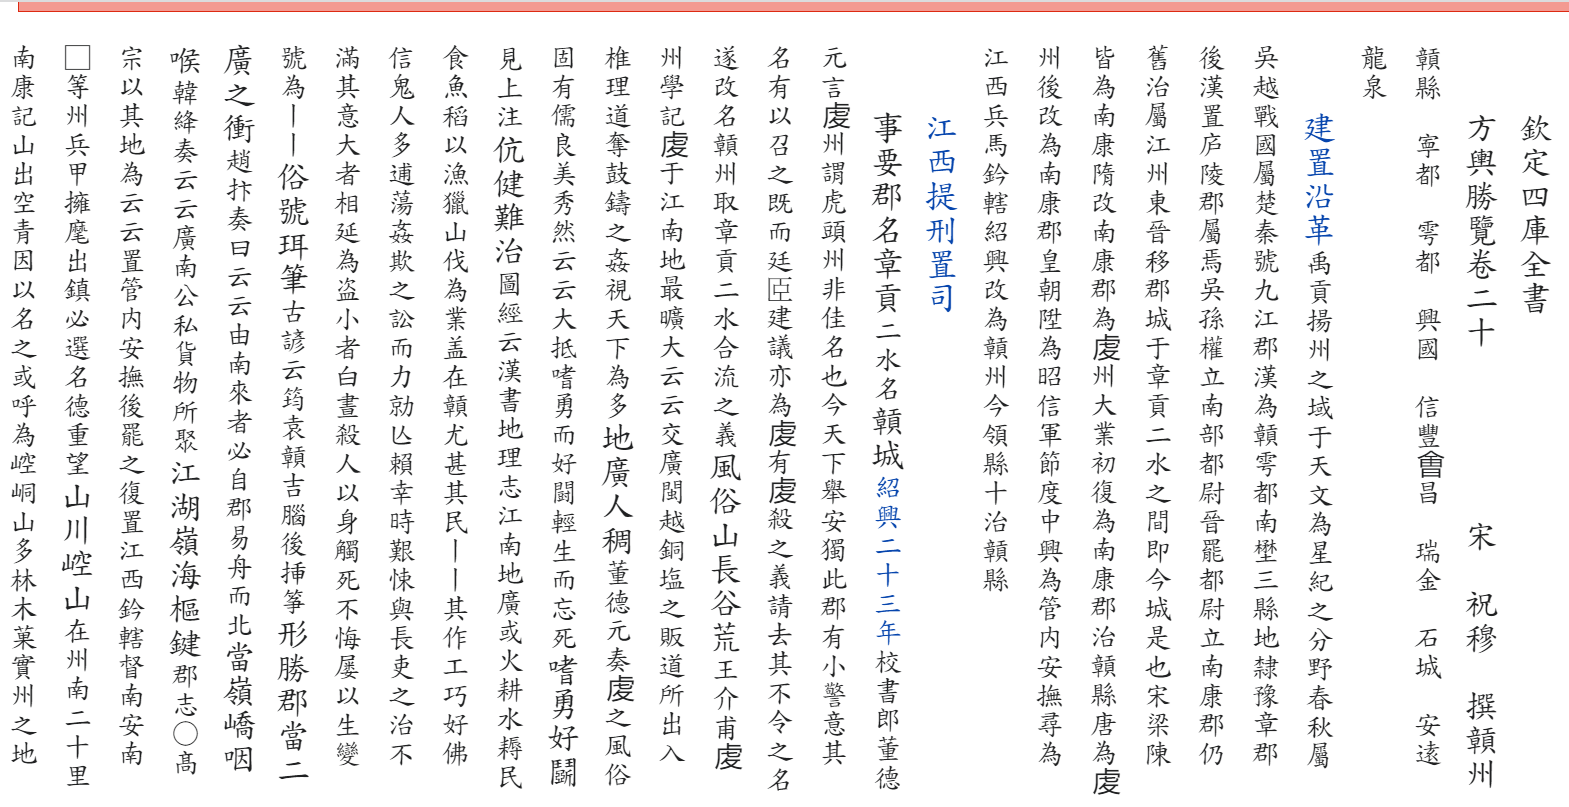 欽定四庫全書
方輿勝覽卷二十 宋 祝穆 撰贛州
贛縣 寧都 雩都 興國 信豐㑹昌 瑞金 石城 安遠
龍泉
建置沿革禹貢揚州之域于天文為星紀之分野春秋屬
吳越戰國屬楚秦號九江郡漢為贛雩都南壄三縣地隸豫章郡
後漢置庐陵郡屬焉吳孫權立南部都尉晉罷都尉立南康郡仍
舊治屬江州東晉移郡城于章貢二水之間即今城是也宋梁陳
皆為南康隋改南康郡為䖍州大業初復為南康郡治贛縣唐為䖍
州後改為南康郡皇朝陞為昭信軍節度中興為管内安撫尋為
江西兵馬鈐轄紹興改為贛州今領縣十治贛縣
江西提刑置司
事要郡名章貢二水名贛城紹興二十三年校書郎董德
元言䖍州謂虎頭州非佳名也今天下舉安獨此郡有小警意其
名有以召之既而廷𦣞建議亦為䖍有䖍殺之義請去其不令之名
遂改名贛州取章貢二水合流之義風俗山長谷荒王介甫䖍
州學記䖍于江南地最曠大云云交廣閩越銅塩之販道所出入
椎理道奪鼓鑄之姦視天下為多地廣人稠董德元奏䖍之風俗
固有儒良美秀然云云大抵嗜勇而好闘輕生而忘死嗜勇好鬬
見上注伉健難治圖經云漢書地理志江南地廣或火耕水耨民
食魚稻以漁獵山伐為業盖在贛尤甚其民丨丨其作工巧好佛
信鬼人多逋蕩姦欺之訟而力勍亾賴幸時艱悚與長吏之治不
滿其意大者相延為盗小者白晝殺人以身觸死不悔屢以生變
號為丨丨俗號珥筆古諺云筠袁贛吉腦後挿筝形勝郡當二
廣之衝趙抃奏曰云云由南來者必自郡易舟而北當嶺嶠咽
喉韓絳奏云云廣南公私貨物所聚江湖嶺海樞鍵郡志○髙
宗以其地為云云置管内安撫後罷之復置江西鈐轄督南安南
□等州兵甲擁麾出鎮必選名德重望山川崆山在州南二十里
南康記山出空青因以名之或呼為崆峒山多林木菓實州之地